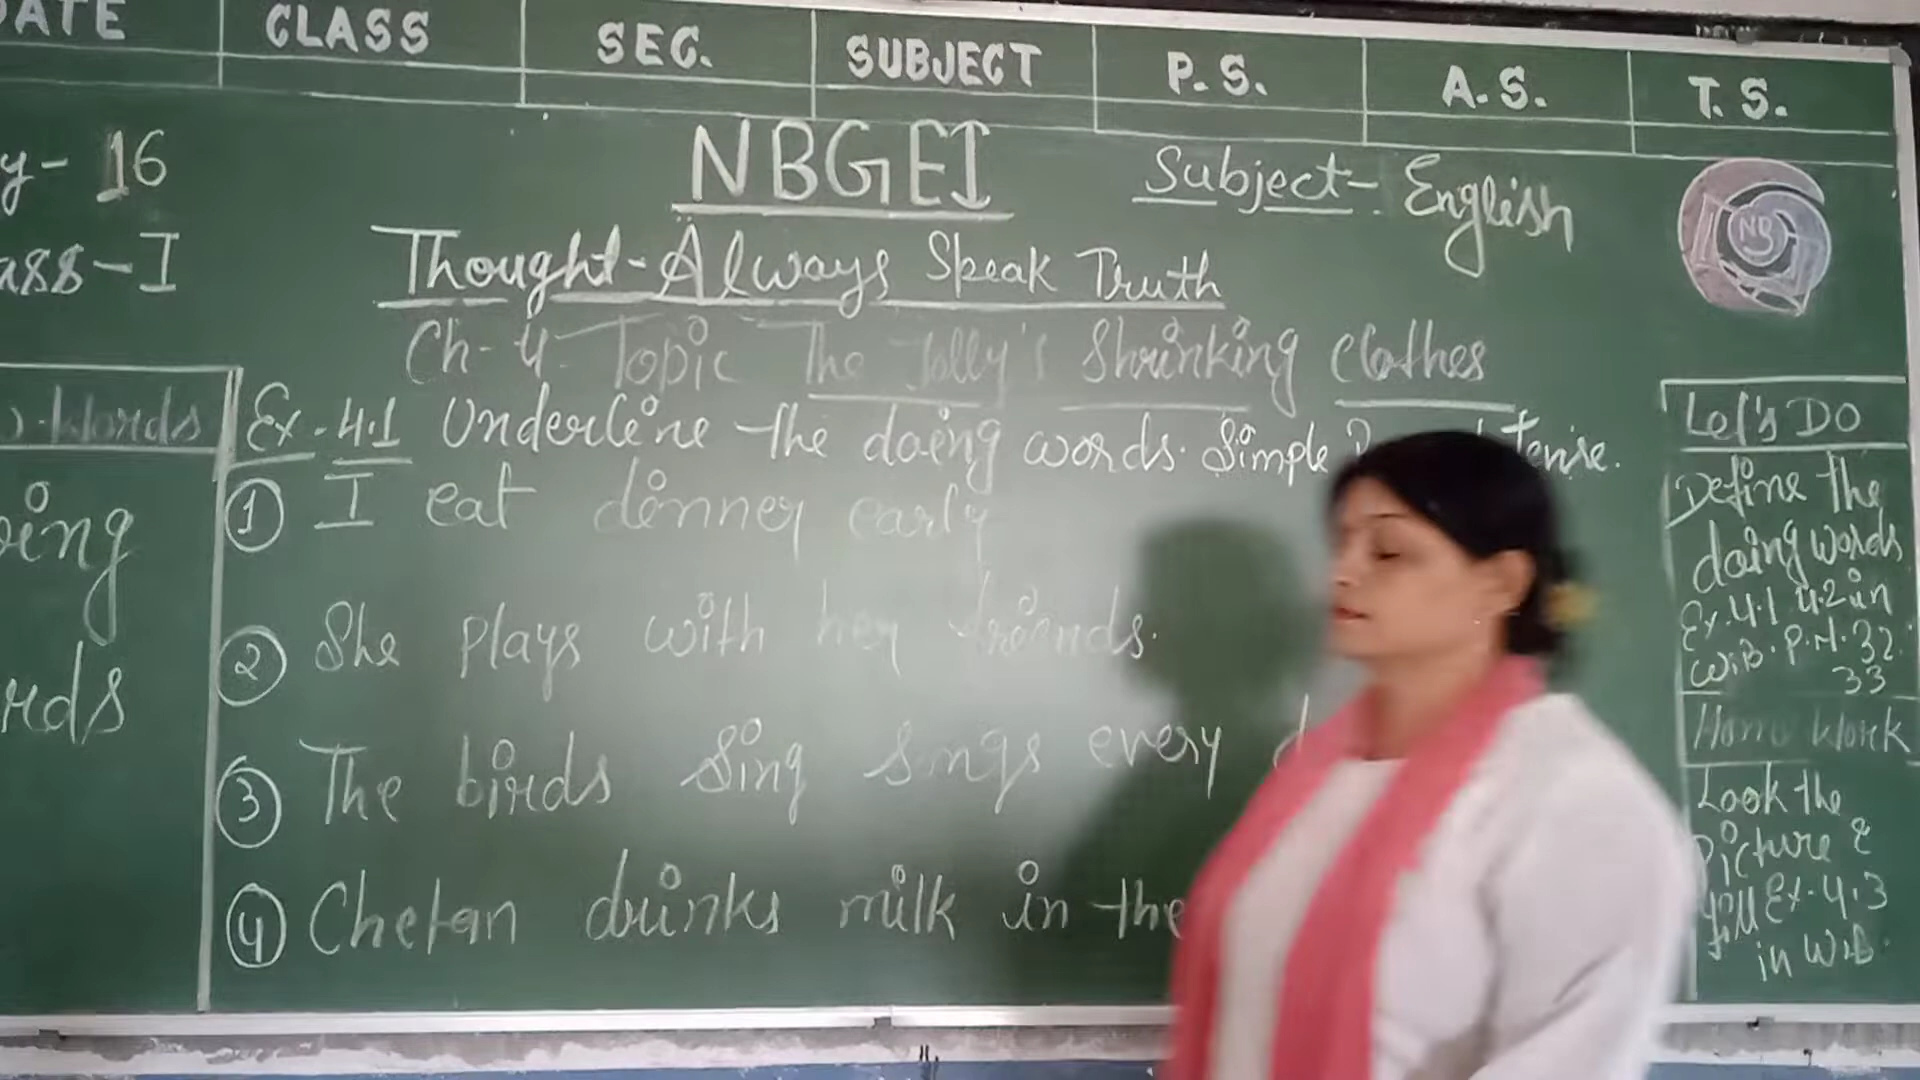 DATE CLASS SEC. SUBJECT P.S. A.S. T.S.
y- 16
NBGEI
Subject- English
ass-I
Thought- Always Speak Truth
NB
Ch-4 Topic The Jolly's Shrinking Clothes
Words
oing
rds
Ex-4.1 Underline the doing words. Simple tense.
① I eat dinner early
② She plays with her friends.
③ The birds sing songs every d
④ Chetan drinks milk in the
Let's DO
Define the
doing words
Ex.4.1 4.2 in
W.B. P.N. 32
33
Home Work
Look the
Picture &
fill Ex-4.3
in W.B.